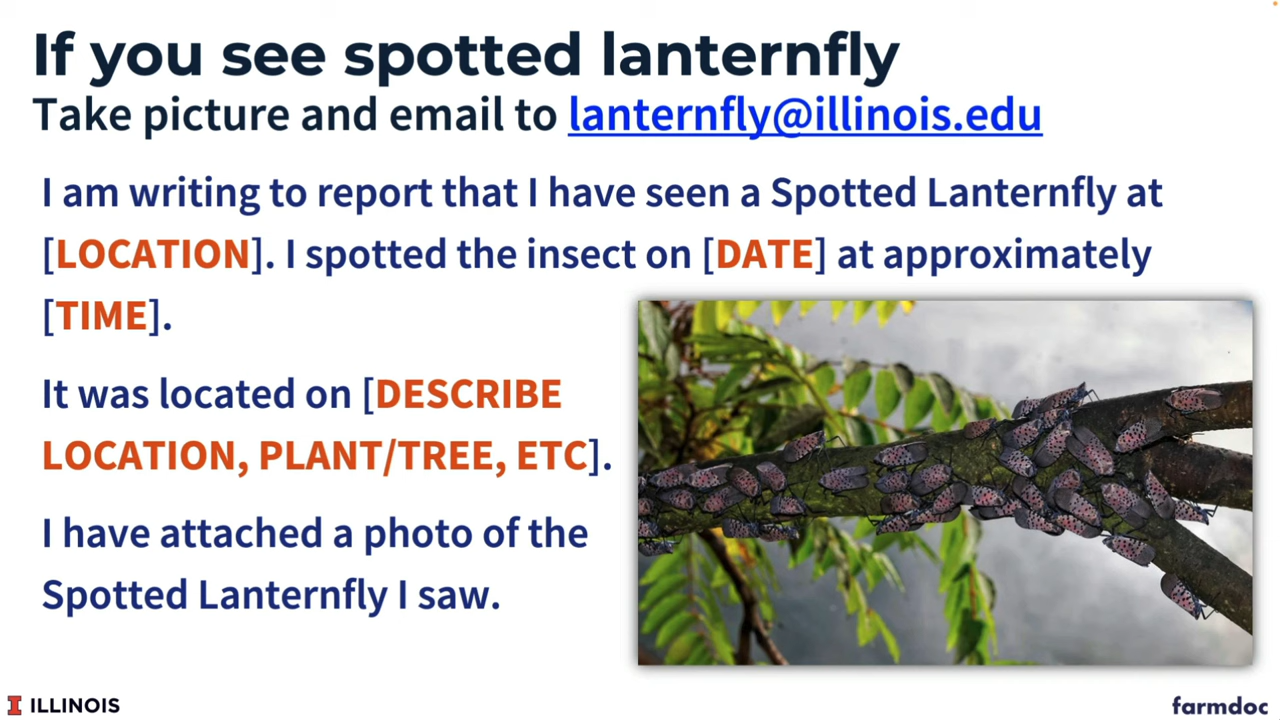 If you see spotted lanternfly
Take picture and email to lanternfly@illinois.edu
I am writing to report that I have seen a Spotted Lanternfly at
[LOCATION]. I spotted the insect on [DATE] at approximately
[TIME].
It was located on [DESCRIBE
LOCATION, PLANT/TREE, ETC].
I have attached a photo of the
Spotted Lanternfly I saw.
I ILLINOIS
farmdoc